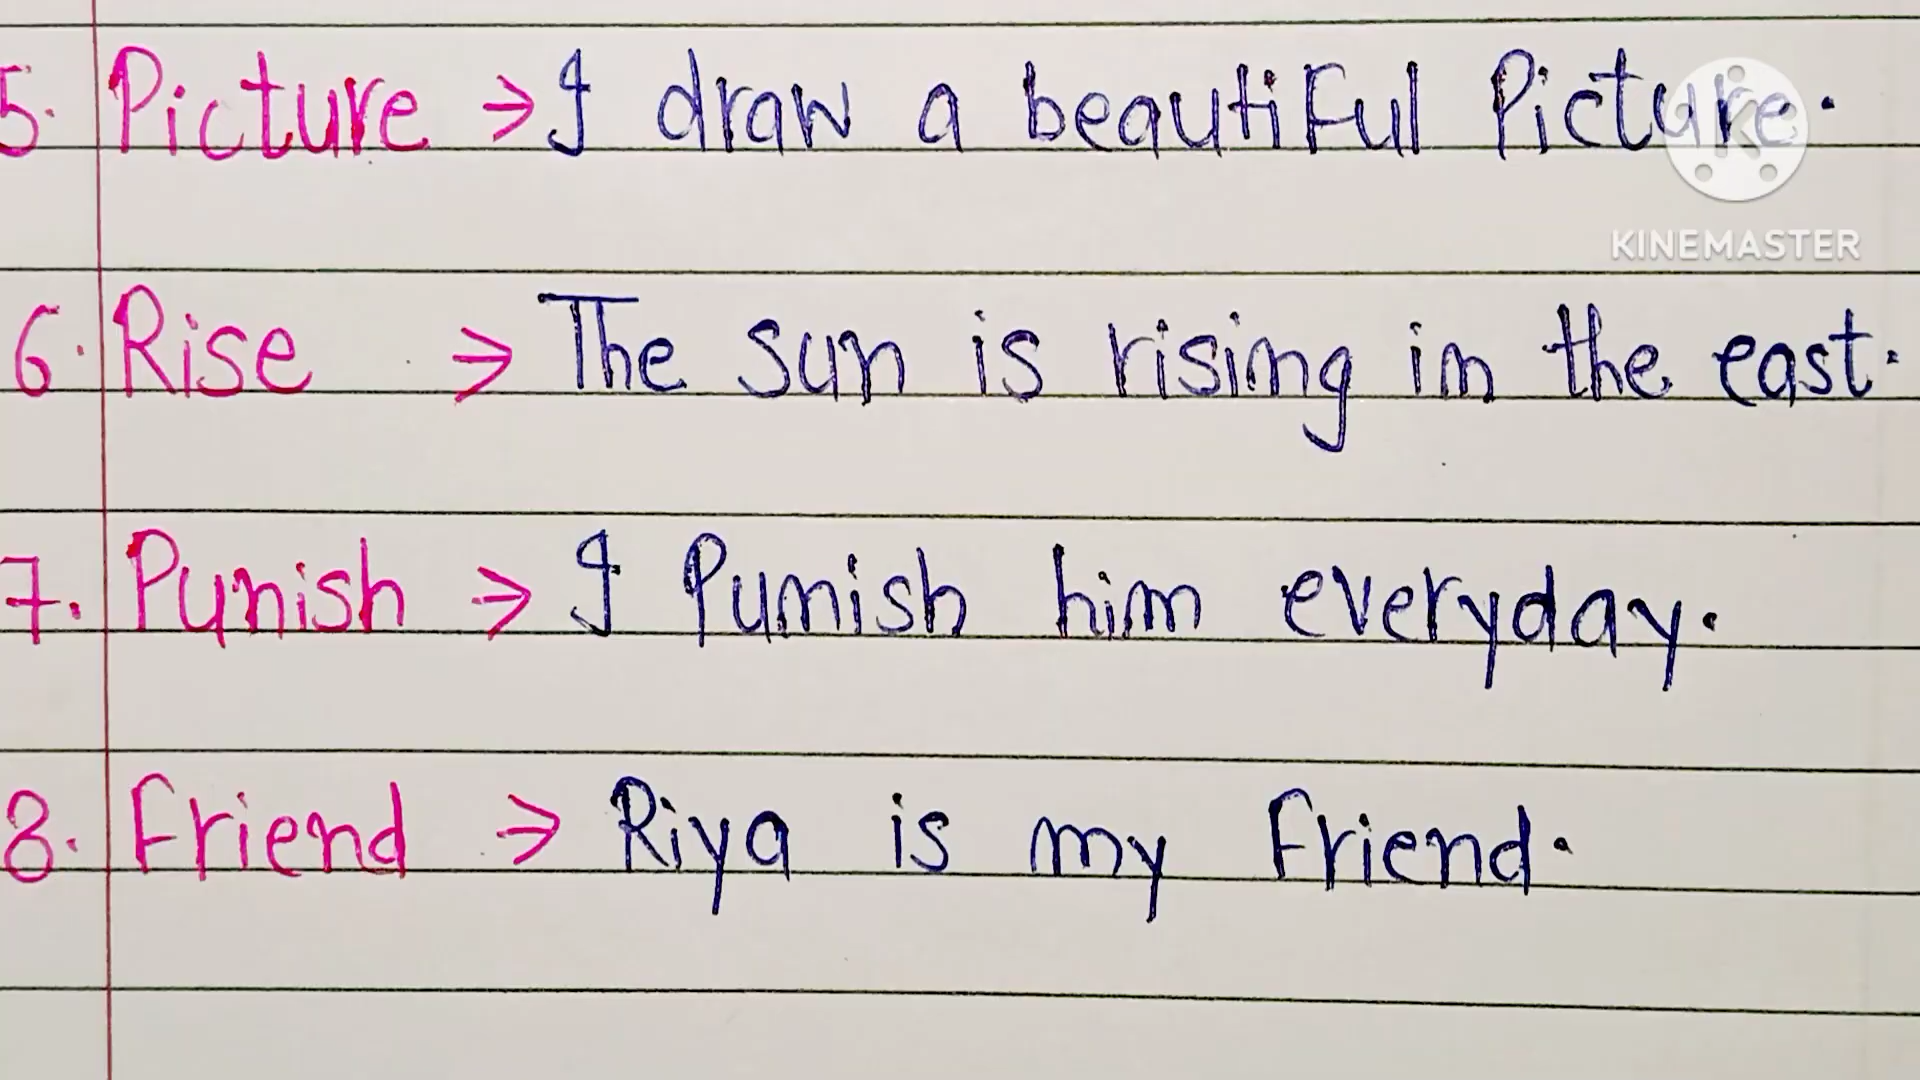 5. Picture → I draw a beautiful Picture.
KINEMASTER
6. Rise → The sun is rising in the east.
7. Punish → I Punish him everyday.
8. Friend → Riya is my Friend.